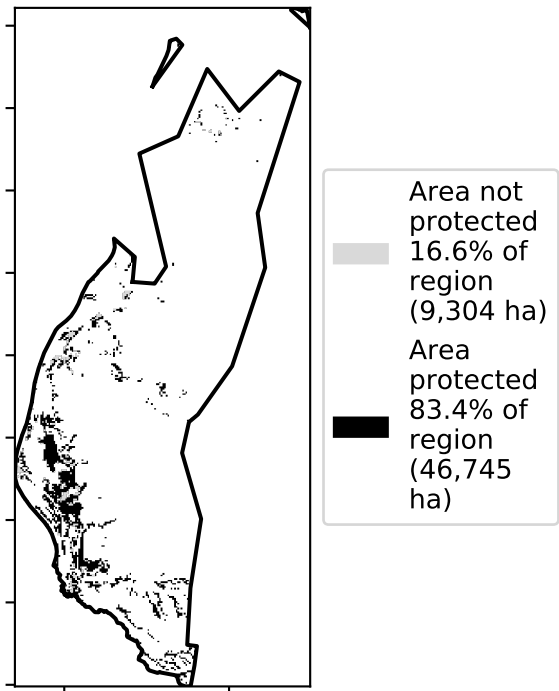 Area not
protected
16.6% of
region
(9,304 ha)
Area
protected
83.4% of
region
(46,745
ha)